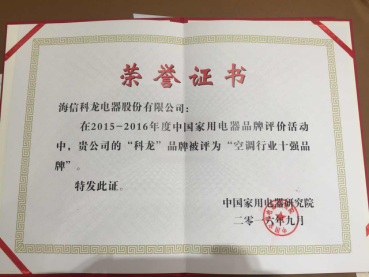 荣誉证书
海信科龙电器股份有限公司：
在2015-2016年度中国家用电器品牌评价活动
中，贵公司的“科龙”品牌被评为“空调行业十强品
牌”。
特发此证。
中国家用电器研究院
二零一六年九月